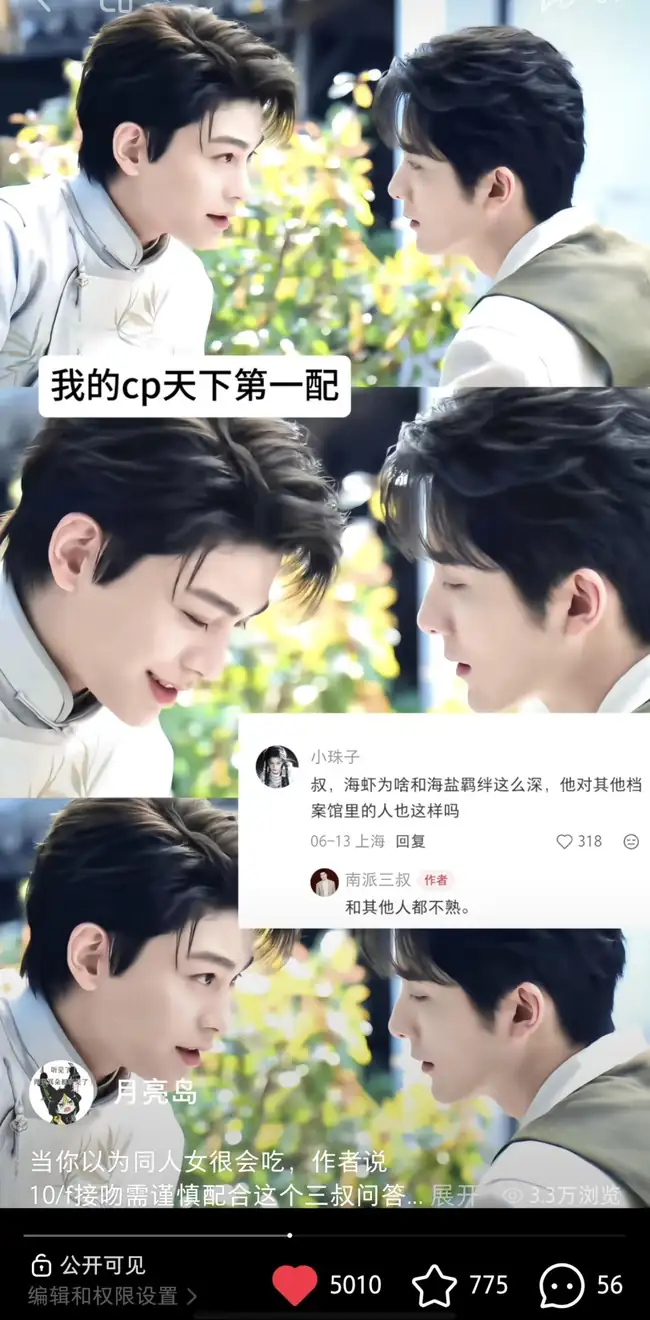 我的cp天下第一配
小珠子
叔，海虾为啥和海盐羁绊这么深，他对其他档
案馆里的人也这样吗
06-13 上海 回复 318
南派三叔 作者
和其他人都不熟。
听见了
月亮岛
当你以为同人女很会吃，作者说
10/f接吻需谨慎配合这个三叔问答... 展开 3.3万浏览
公开可见
编辑和权限设置
5010 775 56